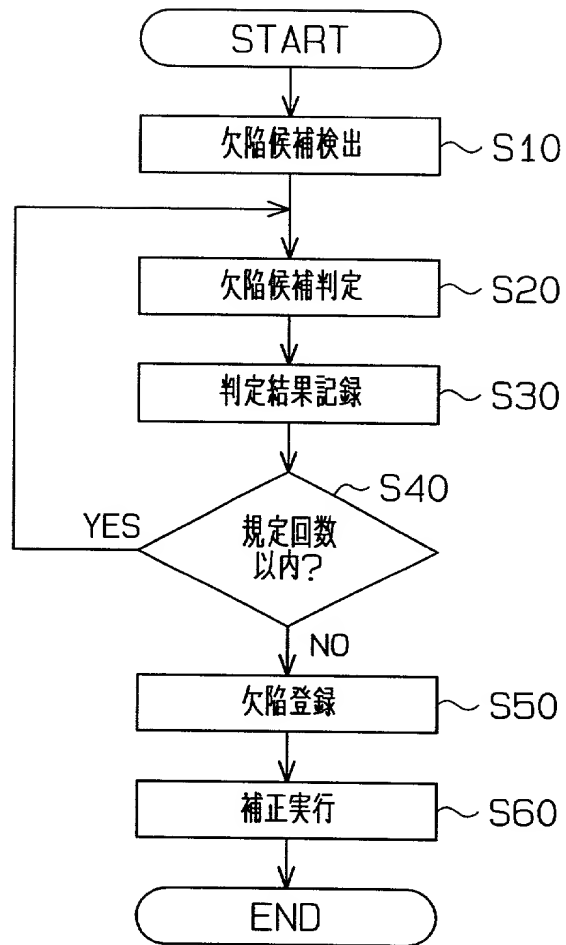 START
欠陥候補検出
S10
欠陥候補判定
S20
判定結果記録
S30
S40
YES
規定回数
以内?
NO
欠陥登録
S50
補正実行
S60
END